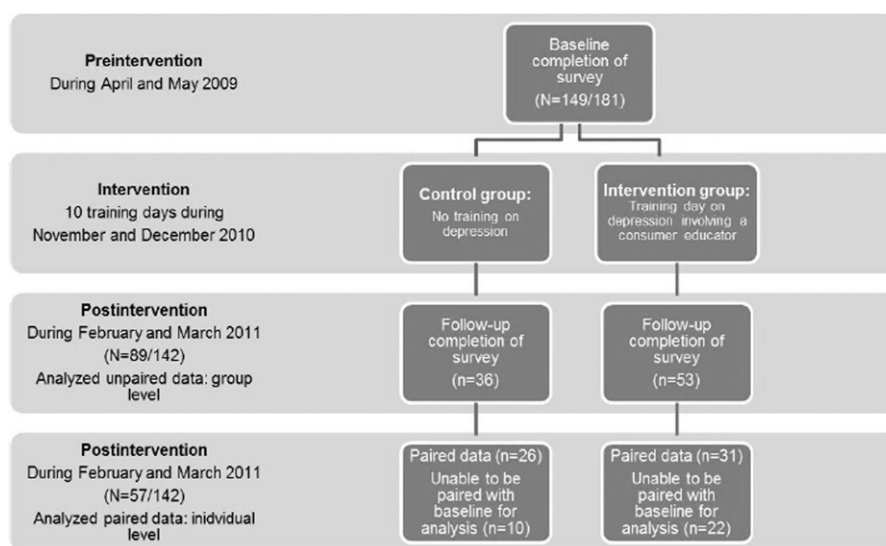 Preintervention
During April and May 2009
Baseline
completion of
survey
(N=149/181)
Intervention
10 training days during
November and December 2010
Control group:
No training on
depression
Intervention group:
Training day on
depression involving a
consumer educator
Postintervention
During February and March 2011
(N=89/142)
Analyzed unpaired data: group
level
Follow-up
completion of
survey
(n=36)
Follow-up
completion of
survey
(n=53)
Postintervention
During February and March 2011
(N=57/142)
Analyzed paired data: inidvidual
level
Paired data (n=26)
Unable to be
paired with
baseline for
analysis (n=10)
Paired data (n=31)
Unable to be
paired with
baseline for
analysis (n=22)